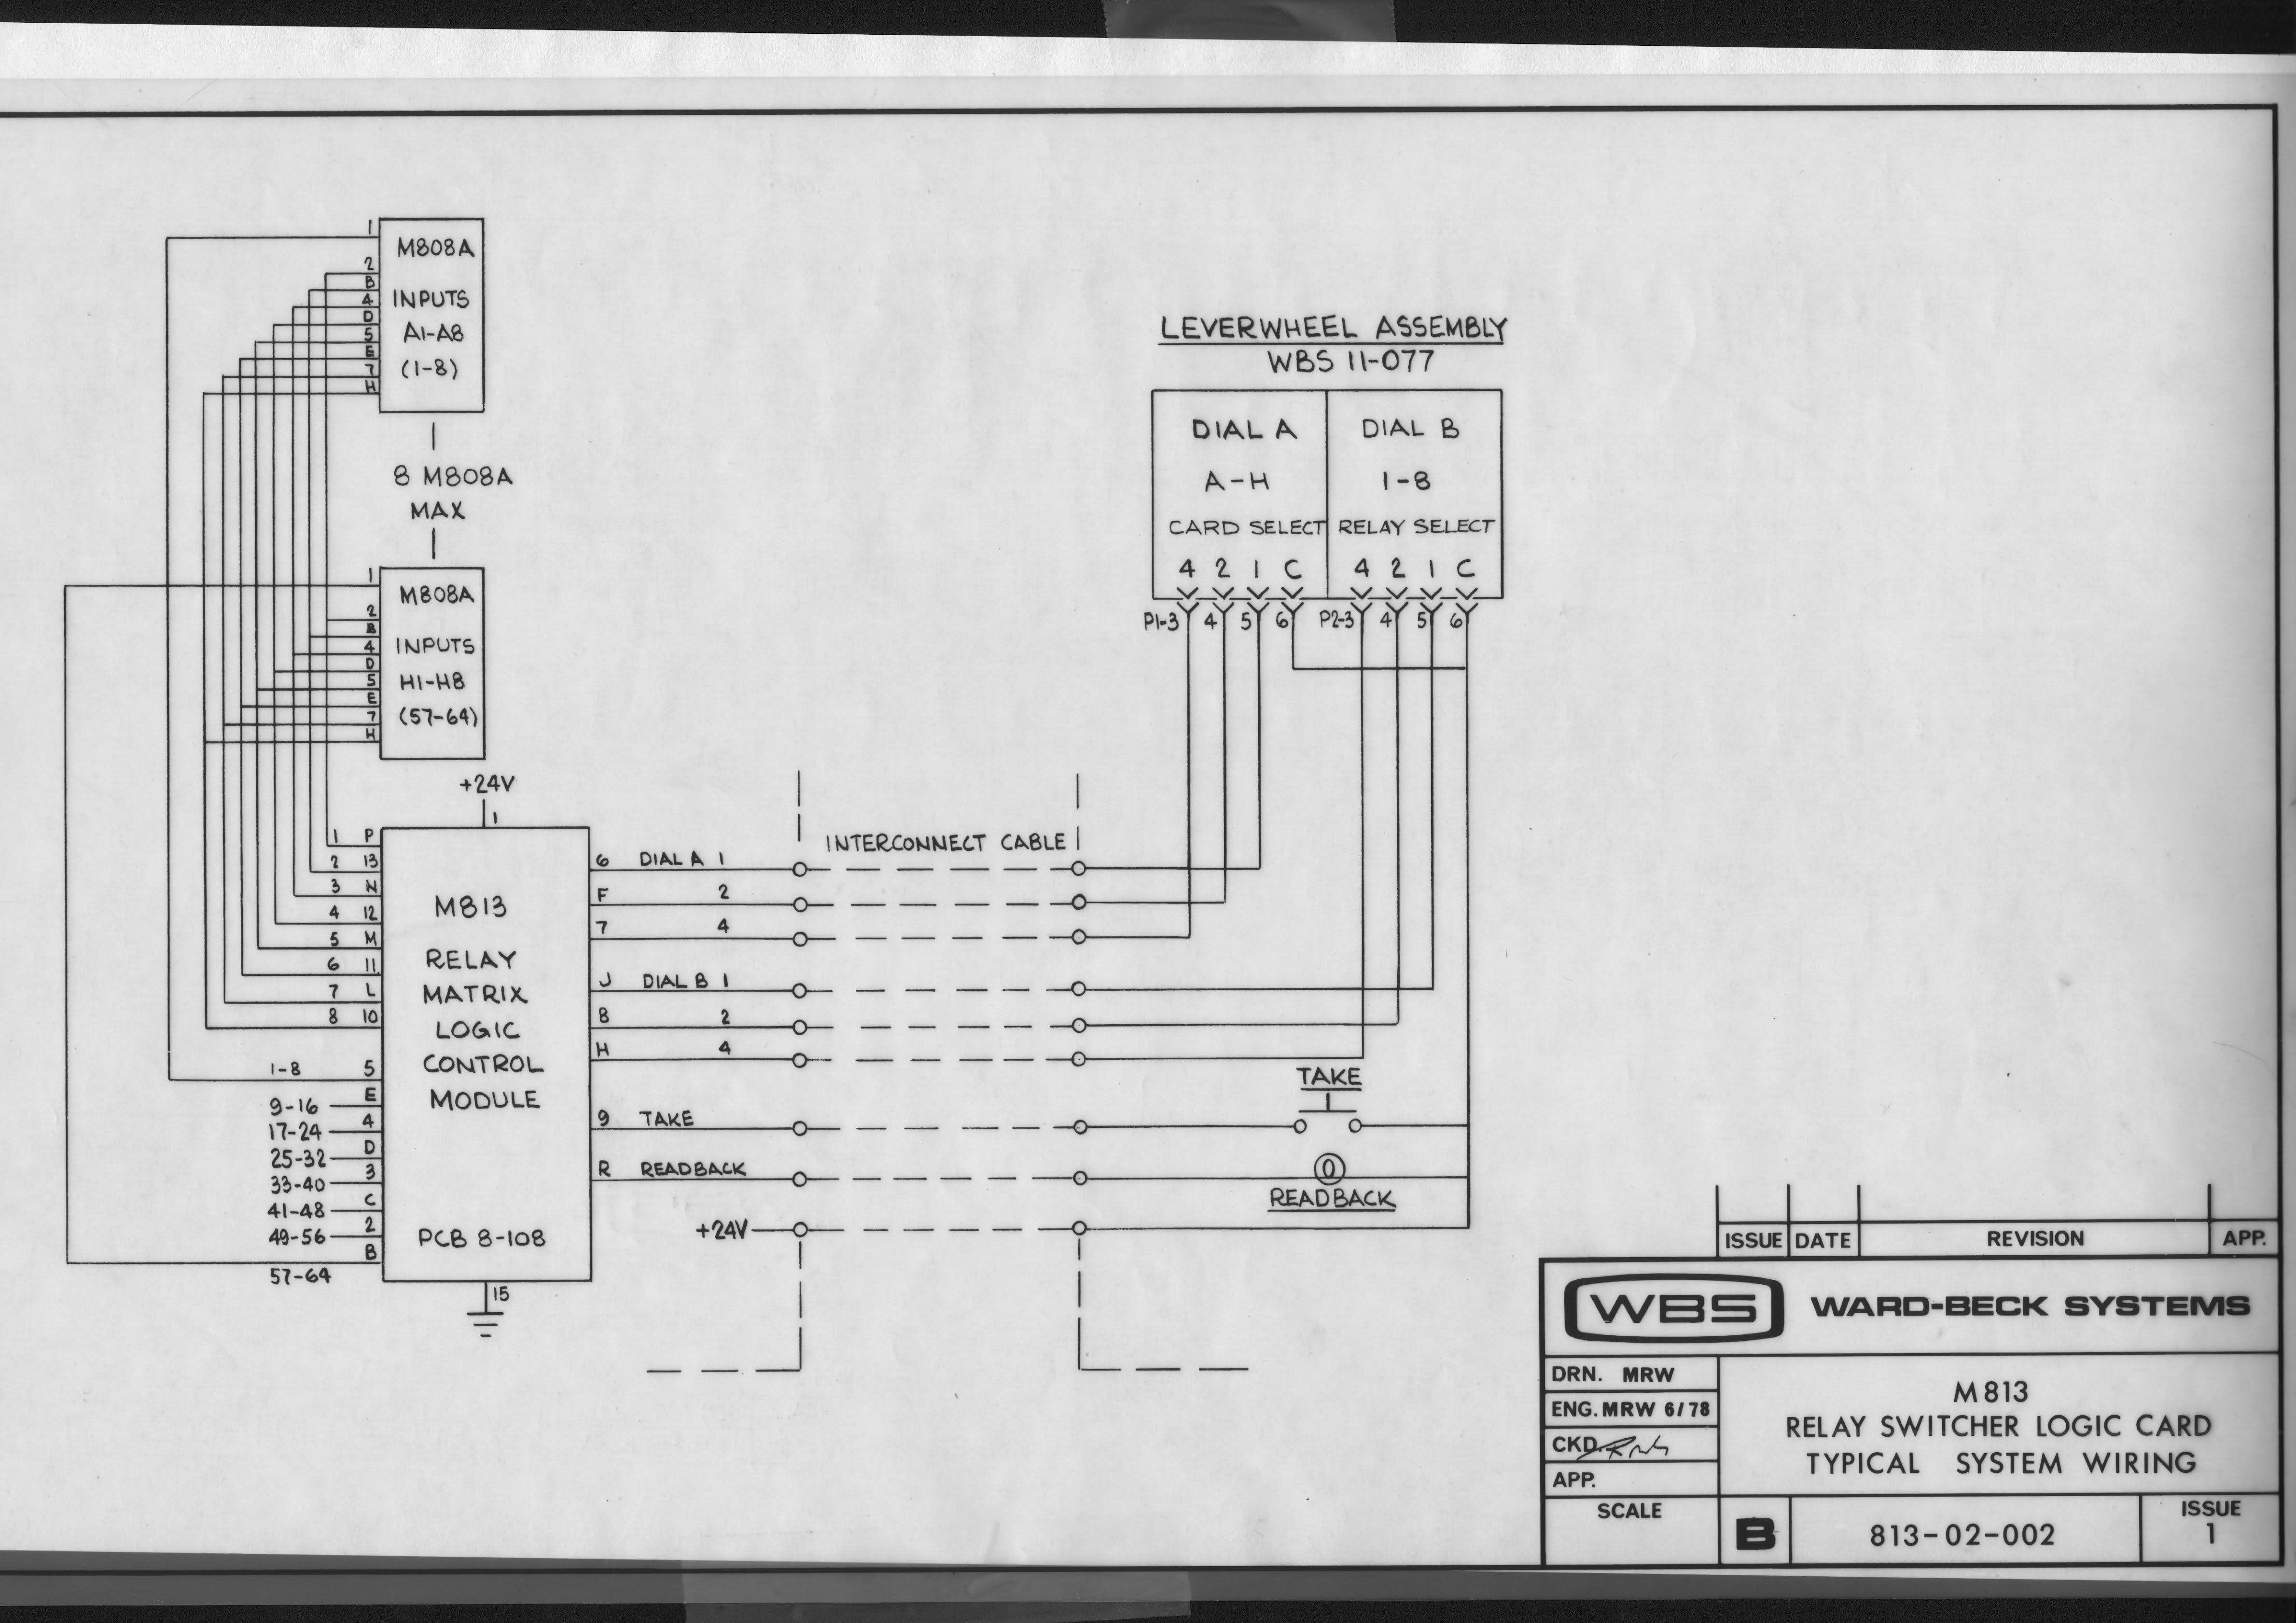 1
M808A
2
B
4
INPUTS
D
5
A1-A8
E
7
(1-8)
H
8 M808A
MAX
1
M808A
2
B
4
INPUTS
D
5
H1-H8
E
7
(57-64)
H
+24V
1
1 P
2 13
3 N
4 12
5 M
6 11
7 L
8 10
1-8 5
9-16 E
17-24 4
25-32 D
33-40 3
41-48 C
49-56 2
57-64 B
M813
RELAY
MATRIX
LOGIC
CONTROL
MODULE
PCB 8-108
15
6 DIAL A 1
F 2
7 4
J DIAL B 1
8 2
H 4
9 TAKE
R READBACK
+24V
INTERCONNECT CABLE
LEVERWHEEL ASSEMBLY
WBS 11-077
DIAL A DIAL B
A-H 1-8
CARD SELECT RELAY SELECT
4 2 1 C 4 2 1 C
P1-3 4 5 6 P2-3 4 5 6
TAKE
READBACK
ISSUE DATE REVISION APP.
WBS WARD-BECK SYSTEMS
DRN. MRW
ENG. MRW 6/78
CKD.
APP.
SCALE
M813
RELAY SWITCHER LOGIC CARD
TYPICAL SYSTEM WIRING
B
813-02-002
ISSUE
1